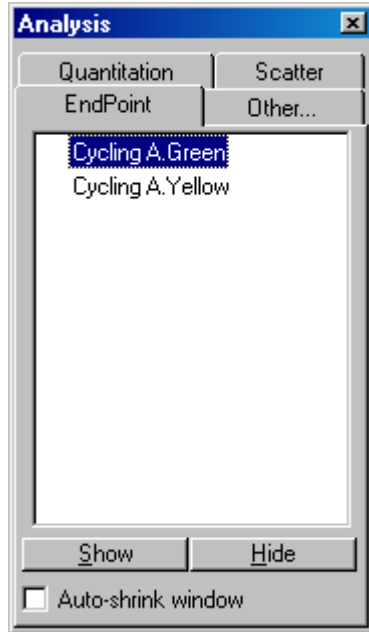 Analysis
Quantitation Scatter
EndPoint Other...
Cycling A.Green
Cycling A.Yellow
Show Hide
Auto-shrink window